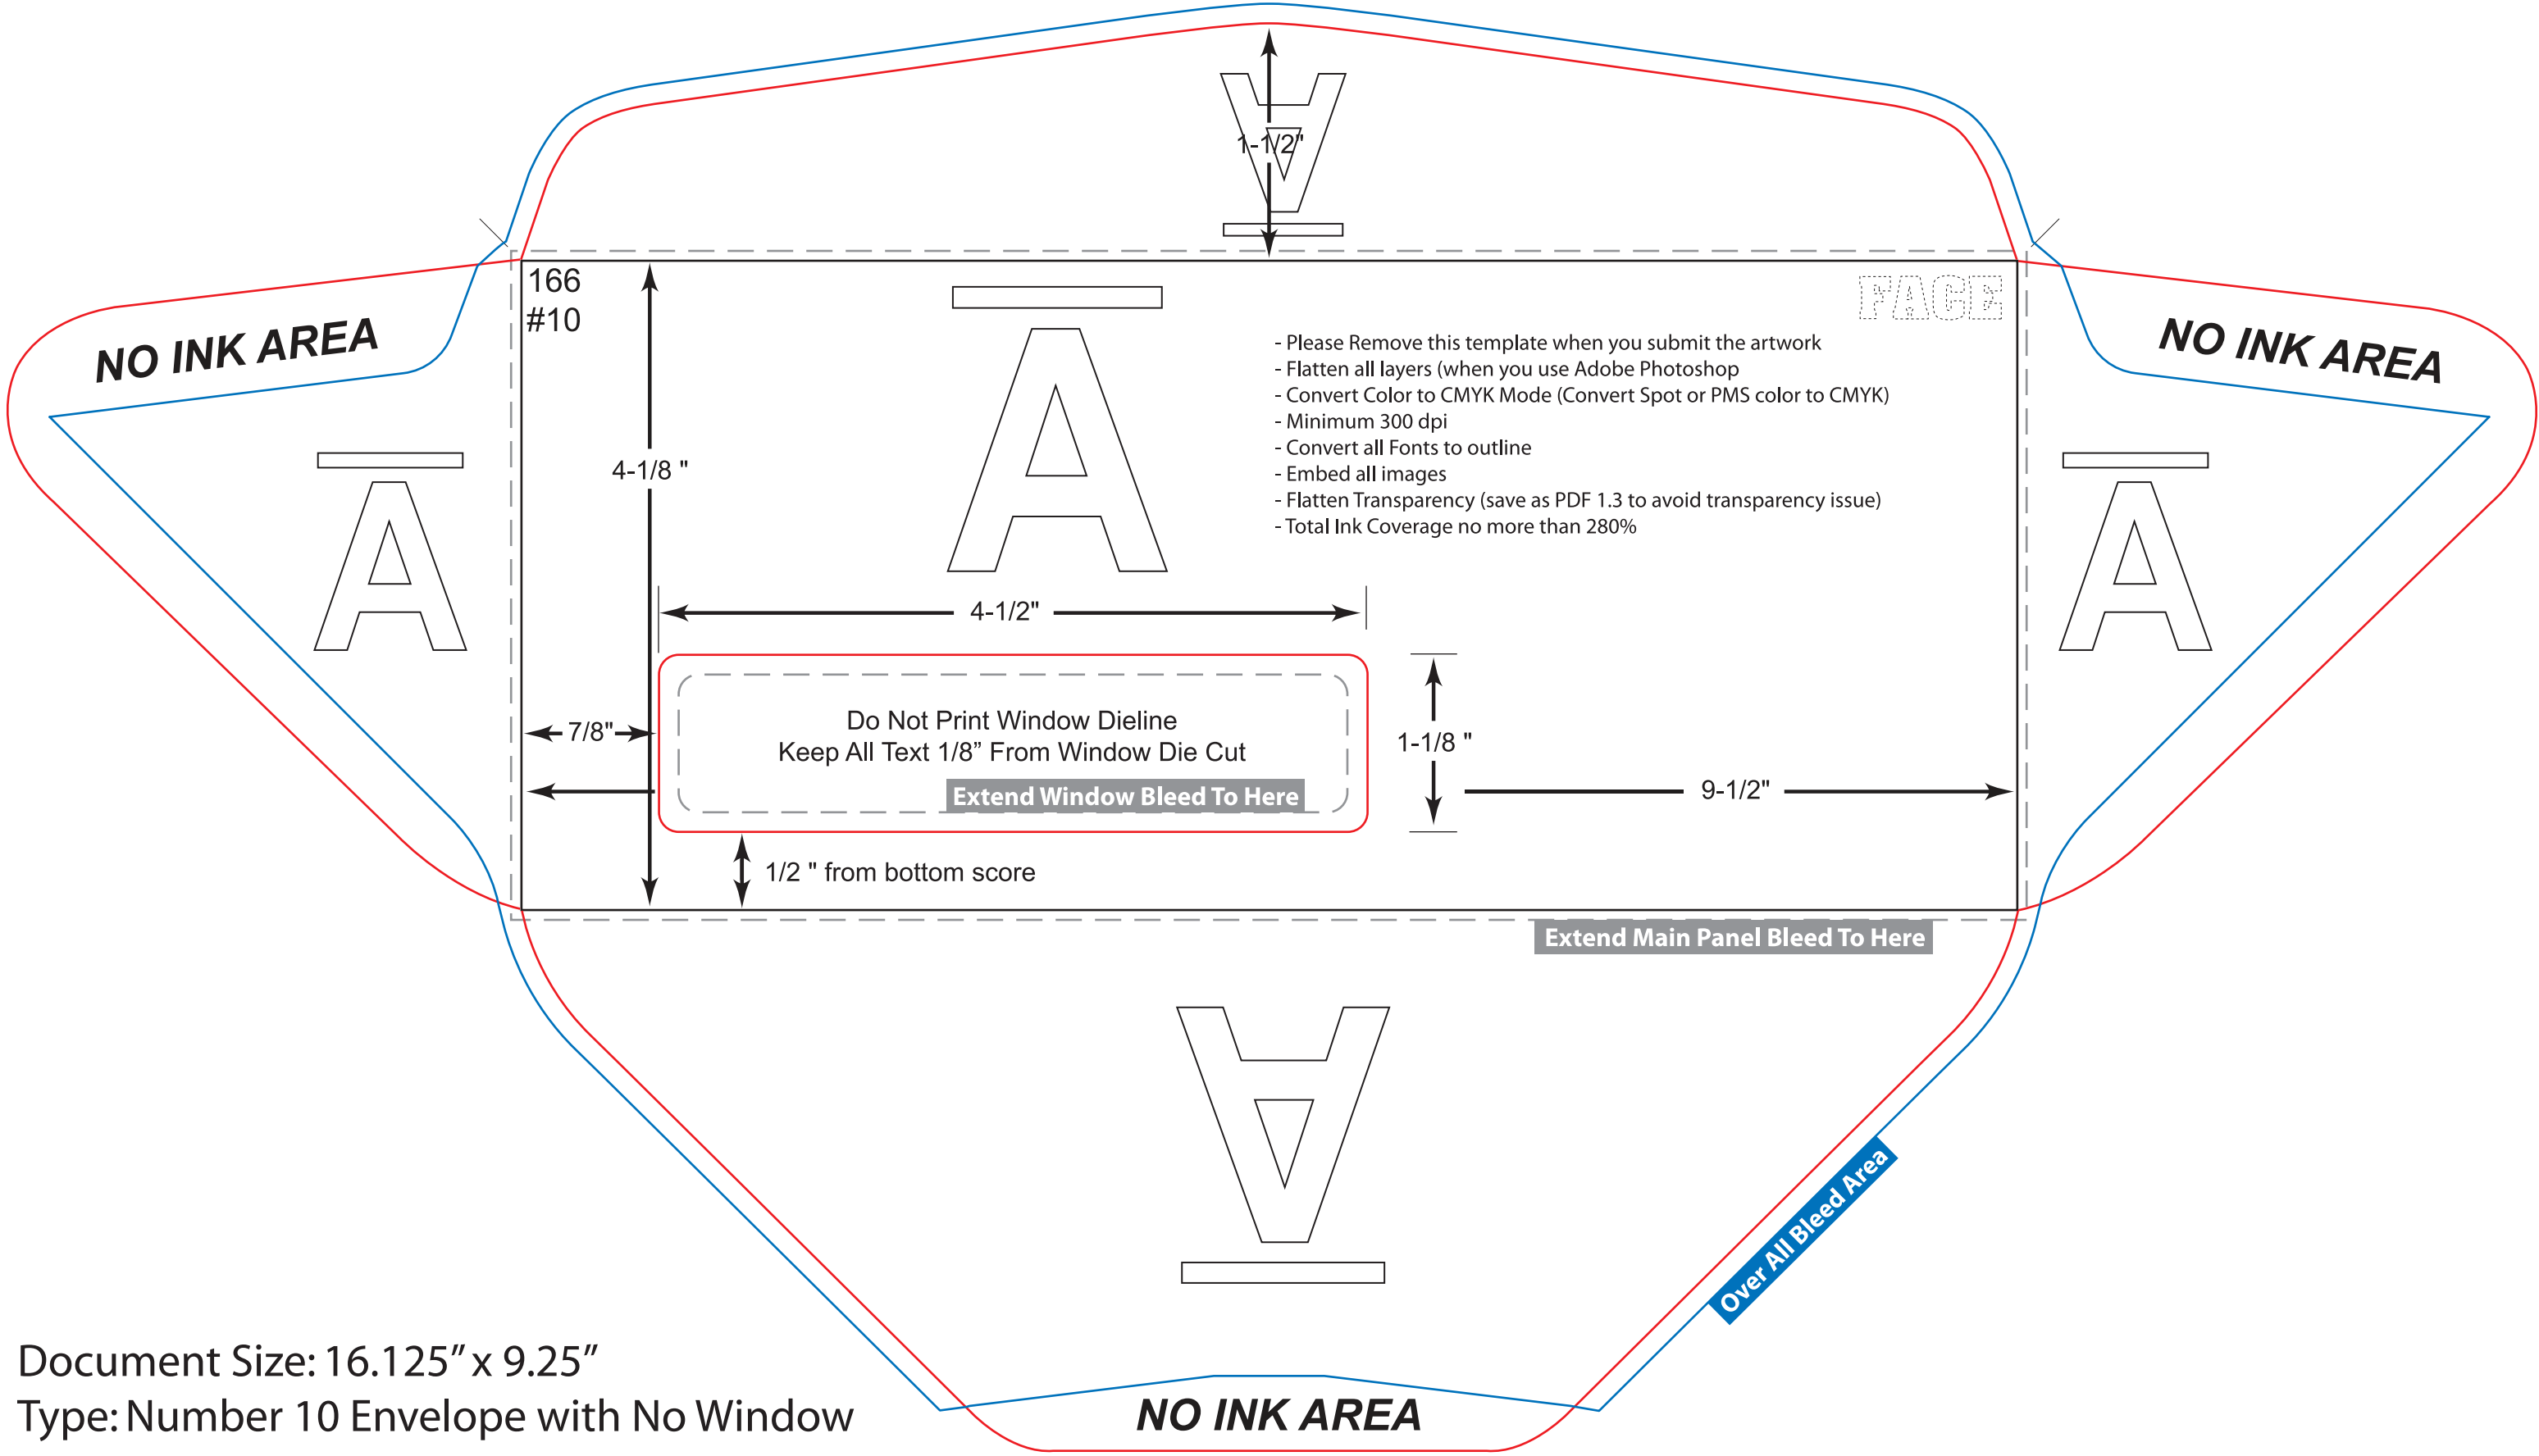 A
1-1/2"
166
#10
FACE
NO INK AREA
NO INK AREA
A
- Please Remove this template when you submit the artwork
- Flatten all layers (when you use Adobe Photoshop
- Convert Color to CMYK Mode (Convert Spot or PMS color to CMYK)
- Minimum 300 dpi
- Convert all Fonts to outline
- Embed all images
- Flatten Transparency (save as PDF 1.3 to avoid transparency issue)
- Total Ink Coverage no more than 280%
4-1/8 "
A
A
4-1/2"
7/8"
Do Not Print Window Dieline
Keep All Text 1/8” From Window Die Cut
Extend Window Bleed To Here
1-1/8 "
9-1/2"
1/2 " from bottom score
Extend Main Panel Bleed To Here
A
Over All Bleed Area
Document Size: 16.125” x 9.25”
Type: Number 10 Envelope with No Window
NO INK AREA